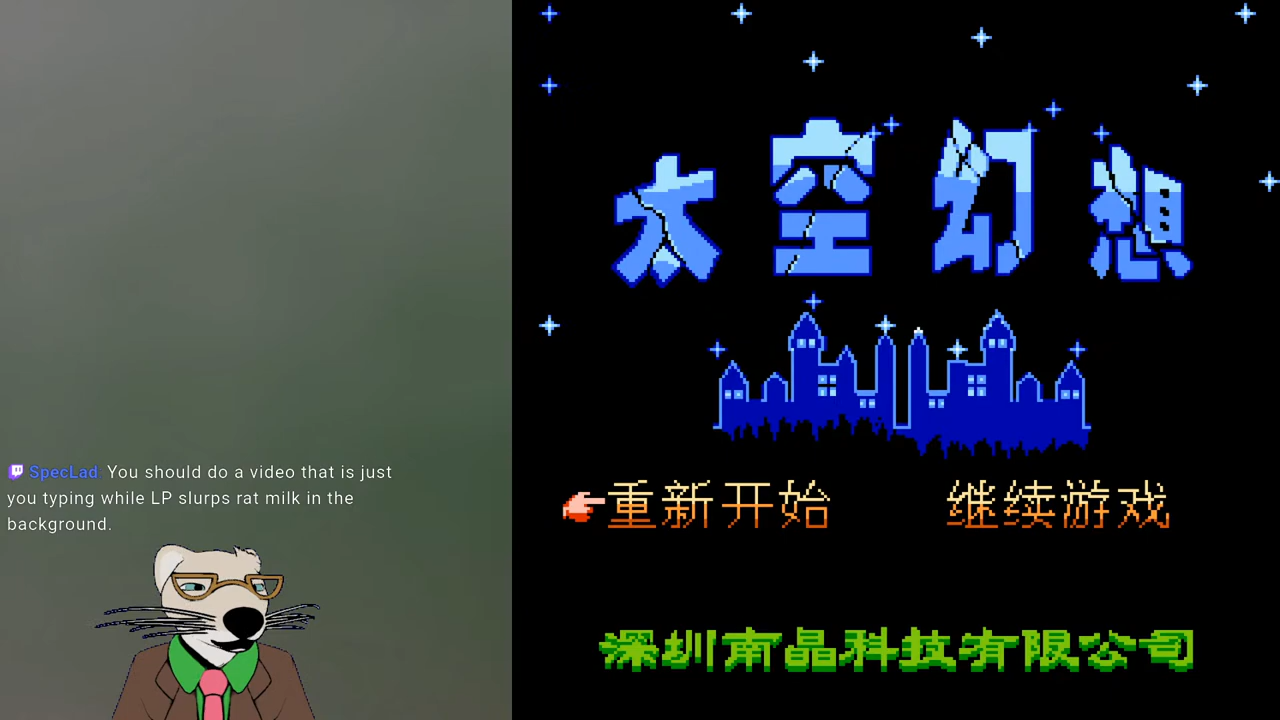 SpecLad You should do a video that is just
you typing while LP slurps rat milk in the
background.
太空幻想
重新开始 继续游戏
深圳南晶科技有限公司